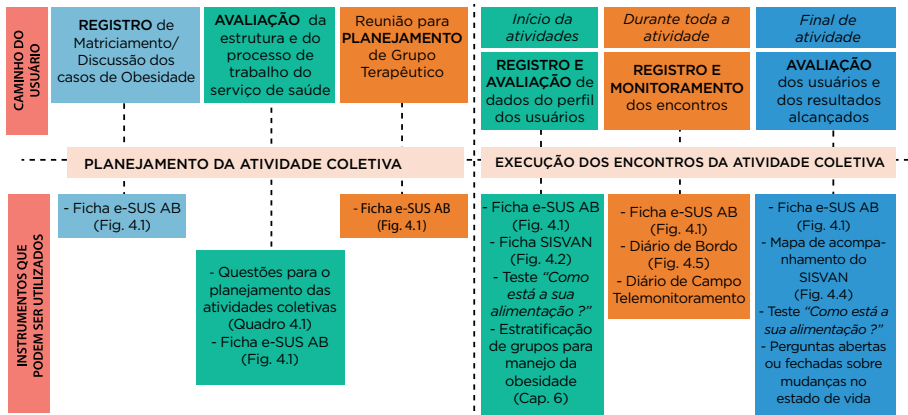 CAMINHO DO
USUÁRIO
REGISTRO de
Matriciamento/
Discussão dos
casos de Obesidade
AVALIAÇÃO da
estrutura e do
processo de
trabalho do
serviço de saúde
Reunião para
PLANEJAMENTO
de Grupo
Terapêutico
Início da
atividades
REGISTRO E
AVALIAÇÃO de
dados do perfil
dos usuários
Durante toda a
atividade
REGISTRO E
MONITORAMENTO
dos encontros
Final de
atividade
AVALIAÇÃO
dos usuários e
dos resultados
alcançados
PLANEJAMENTO DA ATIVIDADE COLETIVA
EXECUÇÃO DOS ENCONTROS DA ATIVIDADE COLETIVA
INSTRUMENTOS QUE
PODEM SER UTILIZADOS
- Ficha e-SUS AB
(Fig. 4.1)
- Questões para o
planejamento das
atividades coletivas
(Quadro 4.1)
- Ficha e-SUS AB
(Fig. 4.1)
- Ficha e-SUS AB
(Fig. 4.1)
- Ficha e-SUS AB
(Fig. 4.1)
- Ficha SISVAN
(Fig. 4.2)
- Teste "Como
está a sua
alimentação ?"
- Estratificação
de grupos para
manejo da
obesidade
(Cap. 6)
- Ficha e-SUS AB
(Fig. 4.1)
- Diário de Bordo
(Fig. 4.5)
- Diário de Campo
Telemonitoramento
- Ficha e-SUS AB
(Fig. 4.1)
- Mapa de acompa-
nhamento do
SISVAN
(Fig. 4.4)
- Teste "Como está a
sua alimentação ?"
- Perguntas abertas
ou fechadas sobre
mudanças no
estado de vida